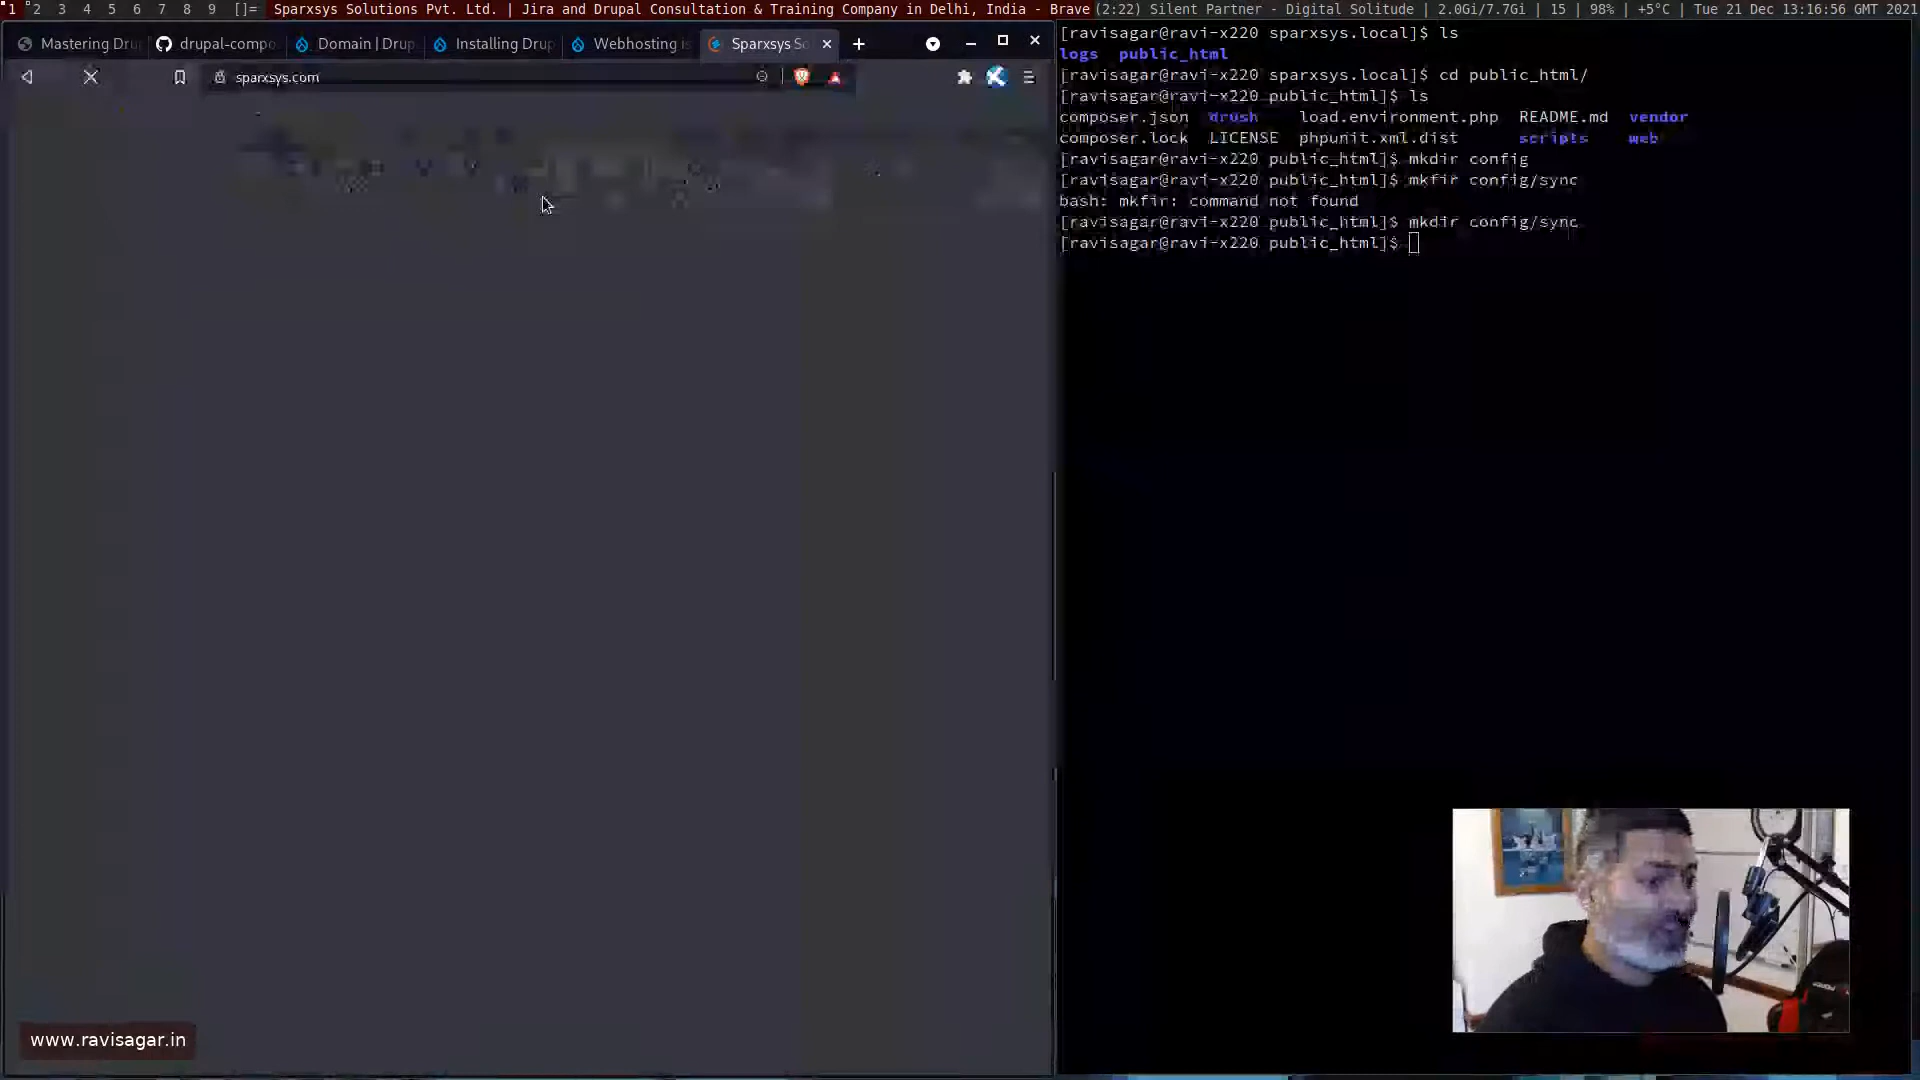 1 2 3 4 5 6 7 8 9 []= Sparxsys Solutions Pvt. Ltd. | Jira and Drupal Consultation & Training Company in Delhi, India - Brave (2:22) Silent Partner - Digital Solitude | 2.0Gi/7.7Gi | 15 | 98% | +5°C | Tue 21 Dec 13:16:56 GMT 2021
Mastering Dru drupal-compo Domain | Drup Installing Drup Webhosting is Sparxsys So
sparxsys.com
[ravisagar@ravi-x220 sparxsys.local]$ ls
logs public_html
[ravisagar@ravi-x220 sparxsys.local]$ cd public_html/
[ravisagar@ravi-x220 public_html]$ ls
composer.json drush load.environment.php README.md vendor
composer.lock LICENSE phpunit.xml.dist scripts web
[ravisagar@ravi-x220 public_html]$ mkdir config
[ravisagar@ravi-x220 public_html]$ mkfir config/sync
bash: mkfir: command not found
[ravisagar@ravi-x220 public_html]$ mkdir config/sync
[ravisagar@ravi-x220 public_html]$
www.ravisagar.in